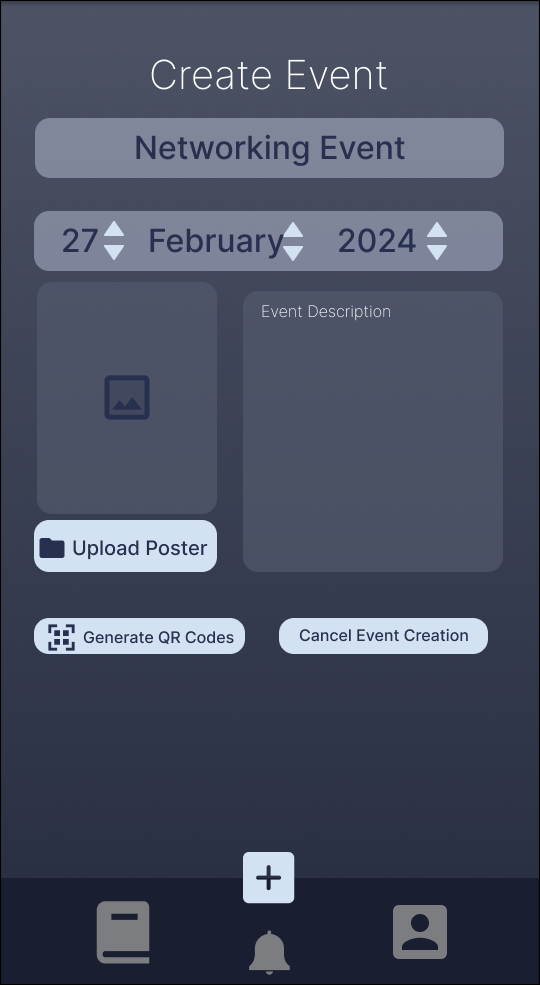 Create Event
Networking Event
27 February 2024
Event Description
Upload Poster
Generate QR Codes Cancel Event Creation